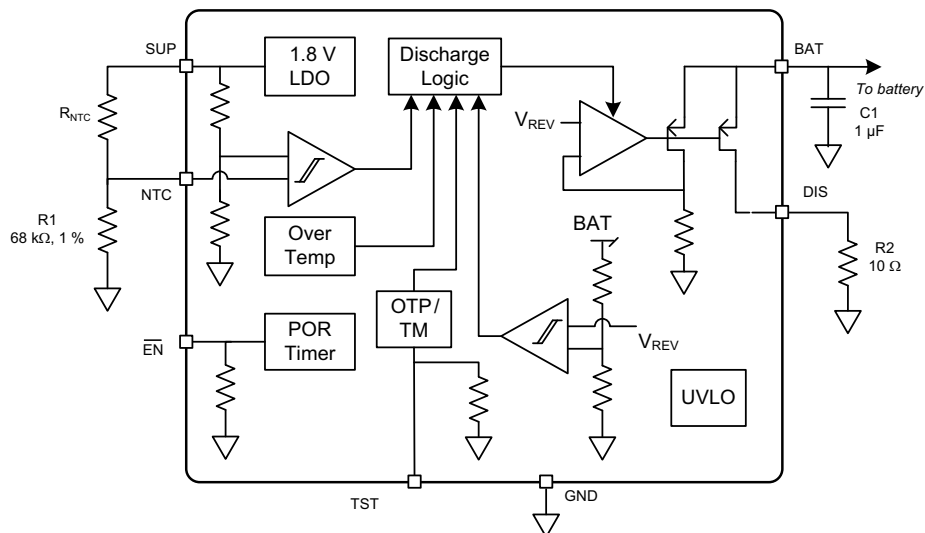 SUP
1.8 V
LDO
Discharge
Logic
BAT
To battery
C1
1 µF
R_NTC
V_REV
NTC
DIS
R1
68 kΩ, 1 %
Over
Temp
BAT
R2
10 Ω
OTP /
TM
EN
POR
Timer
V_REV
UVLO
TST
GND